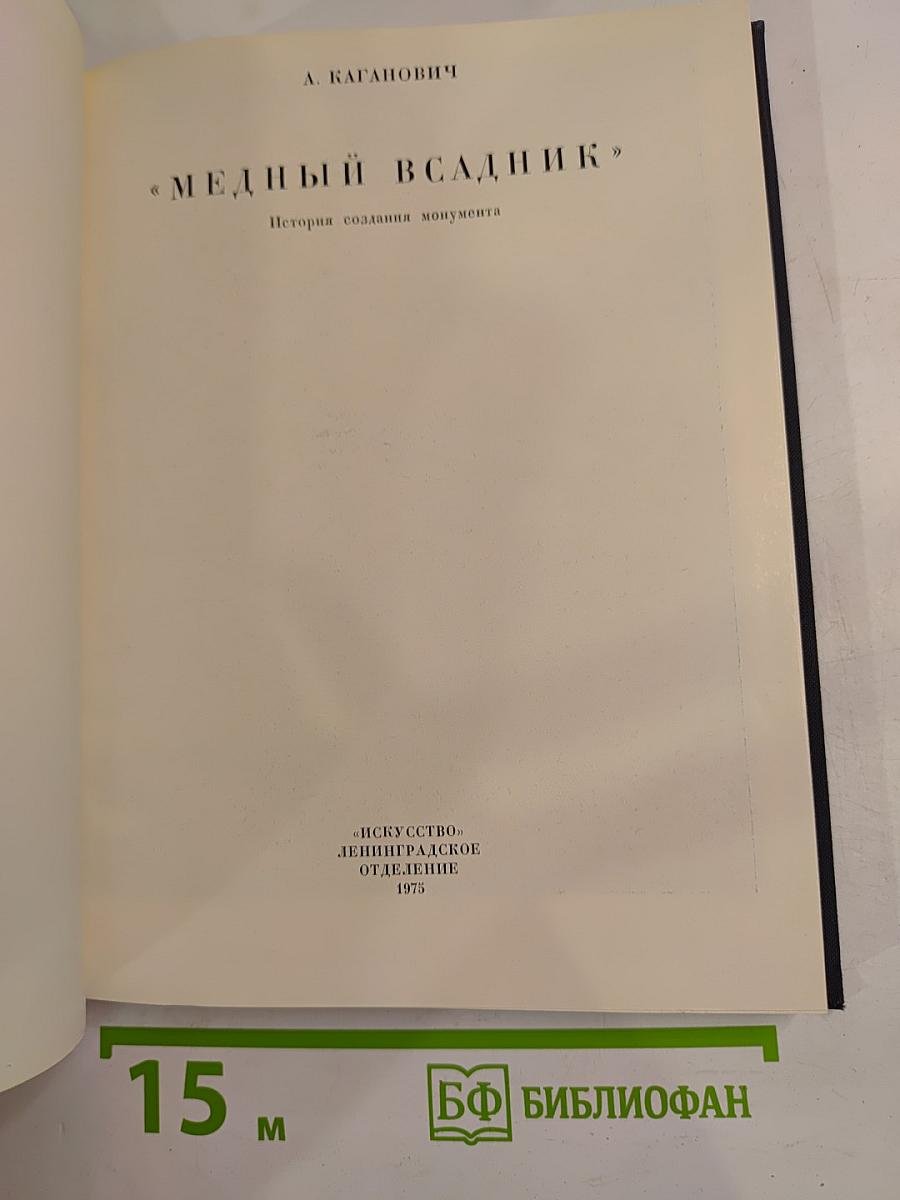 А. КАГАНОВИЧ
«МЕДНЫЙ ВСАДНИК»
История создания монумента
«ИСКУССТВО»
ЛЕНИНГРАДСКОЕ
ОТДЕЛЕНИЕ
1975
15 м
БФ БИБЛИОФАН